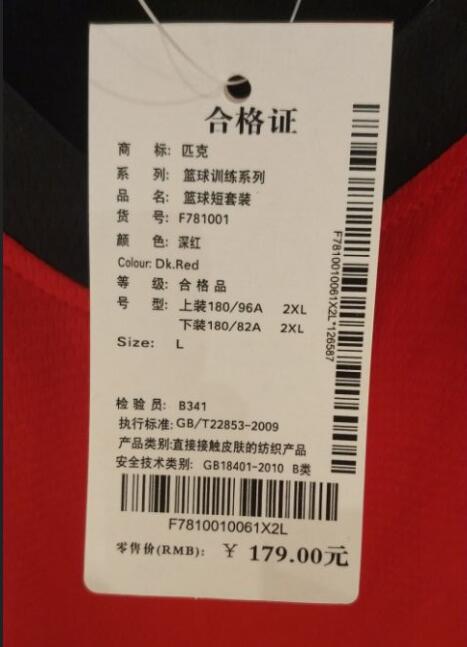 合格证
商 标: 匹克
系 列: 篮球训练系列
品 名: 篮球短套装
货 号: F781001
颜 色: 深红
Colour: Dk.Red
等 级: 合格品
号 型: 上装180/96A 2XL
下装180/82A 2XL
Size: L
检验员: B341
执行标准: GB/T22853-2009
产品类别: 直接接触皮肤的纺织产品
安全技术类别: GB18401-2010 B类
F7810010061X2L
零售价(RMB): ¥ 179.00元
F7810010061X2L*126587